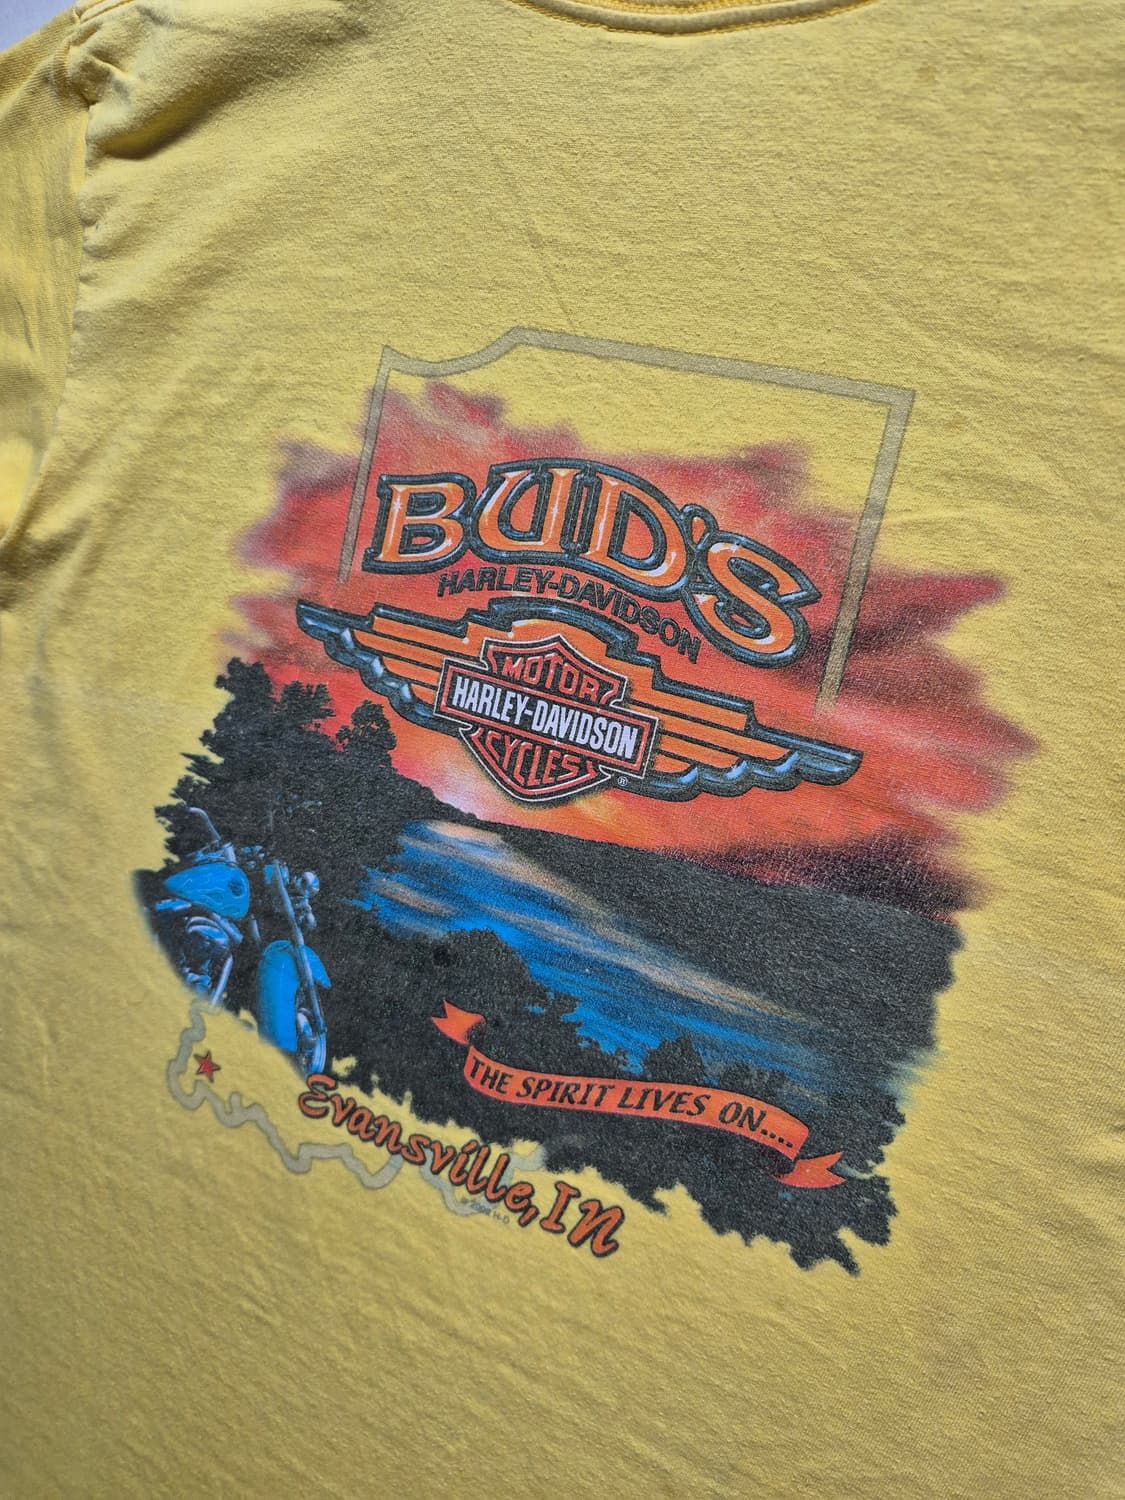 BUD'S
HARLEY-DAVIDSON
MOTOR
HARLEY-DAVIDSON
CYCLES
®
THE SPIRIT LIVES ON....
Evansville, IN